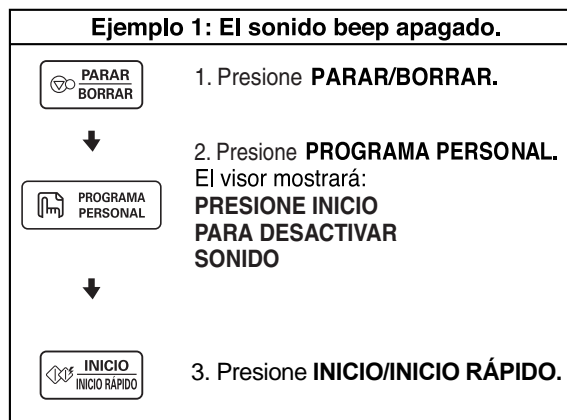 Ejemplo 1: El sonido beep apagado.
PARAR
BORRAR
1. Presione PARAR/BORRAR.
2. Presione PROGRAMA PERSONAL.
El visor mostrará:
PROGRAMA
PERSONAL
PRESIONE INICIO
PARA DESACTIVAR
SONIDO
INICIO
INICIO RÁPIDO
3. Presione INICIO/INICIO RÁPIDO.